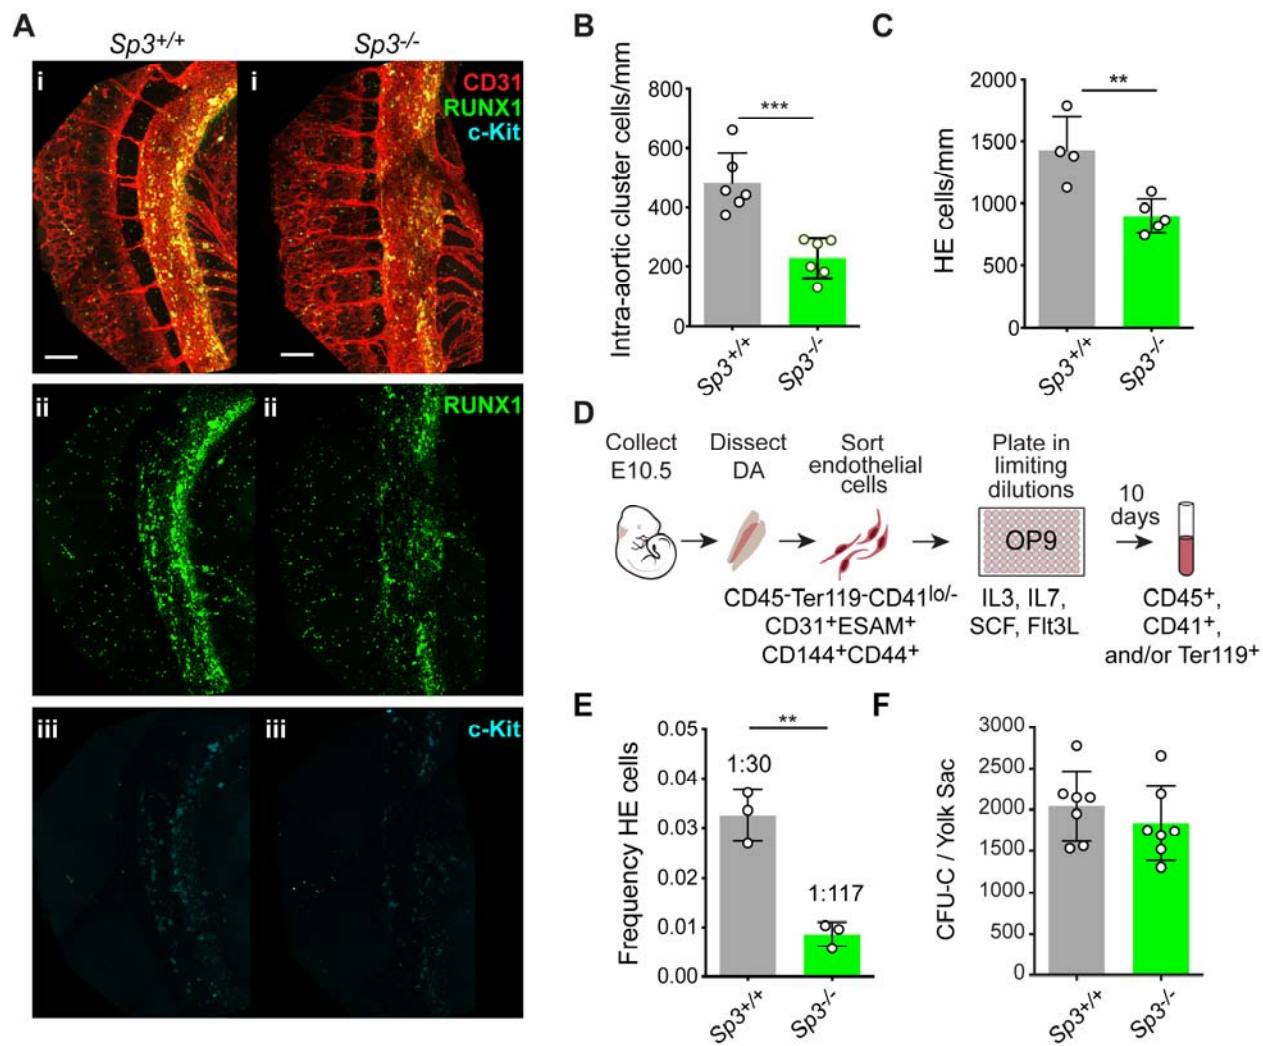 A
Sp3+/+
Sp3-/-
i
i
CD31
RUNX1
c-Kit
ii
ii
RUNX1
iii
iii
c-Kit
B
Intra-aortic cluster cells/mm
800
600
400
200
0
***
Sp3+/+
Sp3-/-
C
HE cells/mm
2000
1500
1000
500
0
**
Sp3+/+
Sp3-/-
D
Collect
E10.5
Dissect
DA
Sort
endothelial
cells
Plate in
limiting
dilutions
10
days
OP9
CD45-Ter119-CD41lo/-
CD31+ESAM+
CD144+CD44+
IL3, IL7,
SCF, Flt3L
CD45+,
CD41+,
and/or Ter119+
E
Frequency HE cells
0.05
0.04
0.03
0.02
0.01
0.00
**
1:30
1:117
Sp3+/+
Sp3-/-
F
CFU-C / Yolk Sac
3000
2500
2000
1500
1000
500
0
Sp3+/+
Sp3-/-